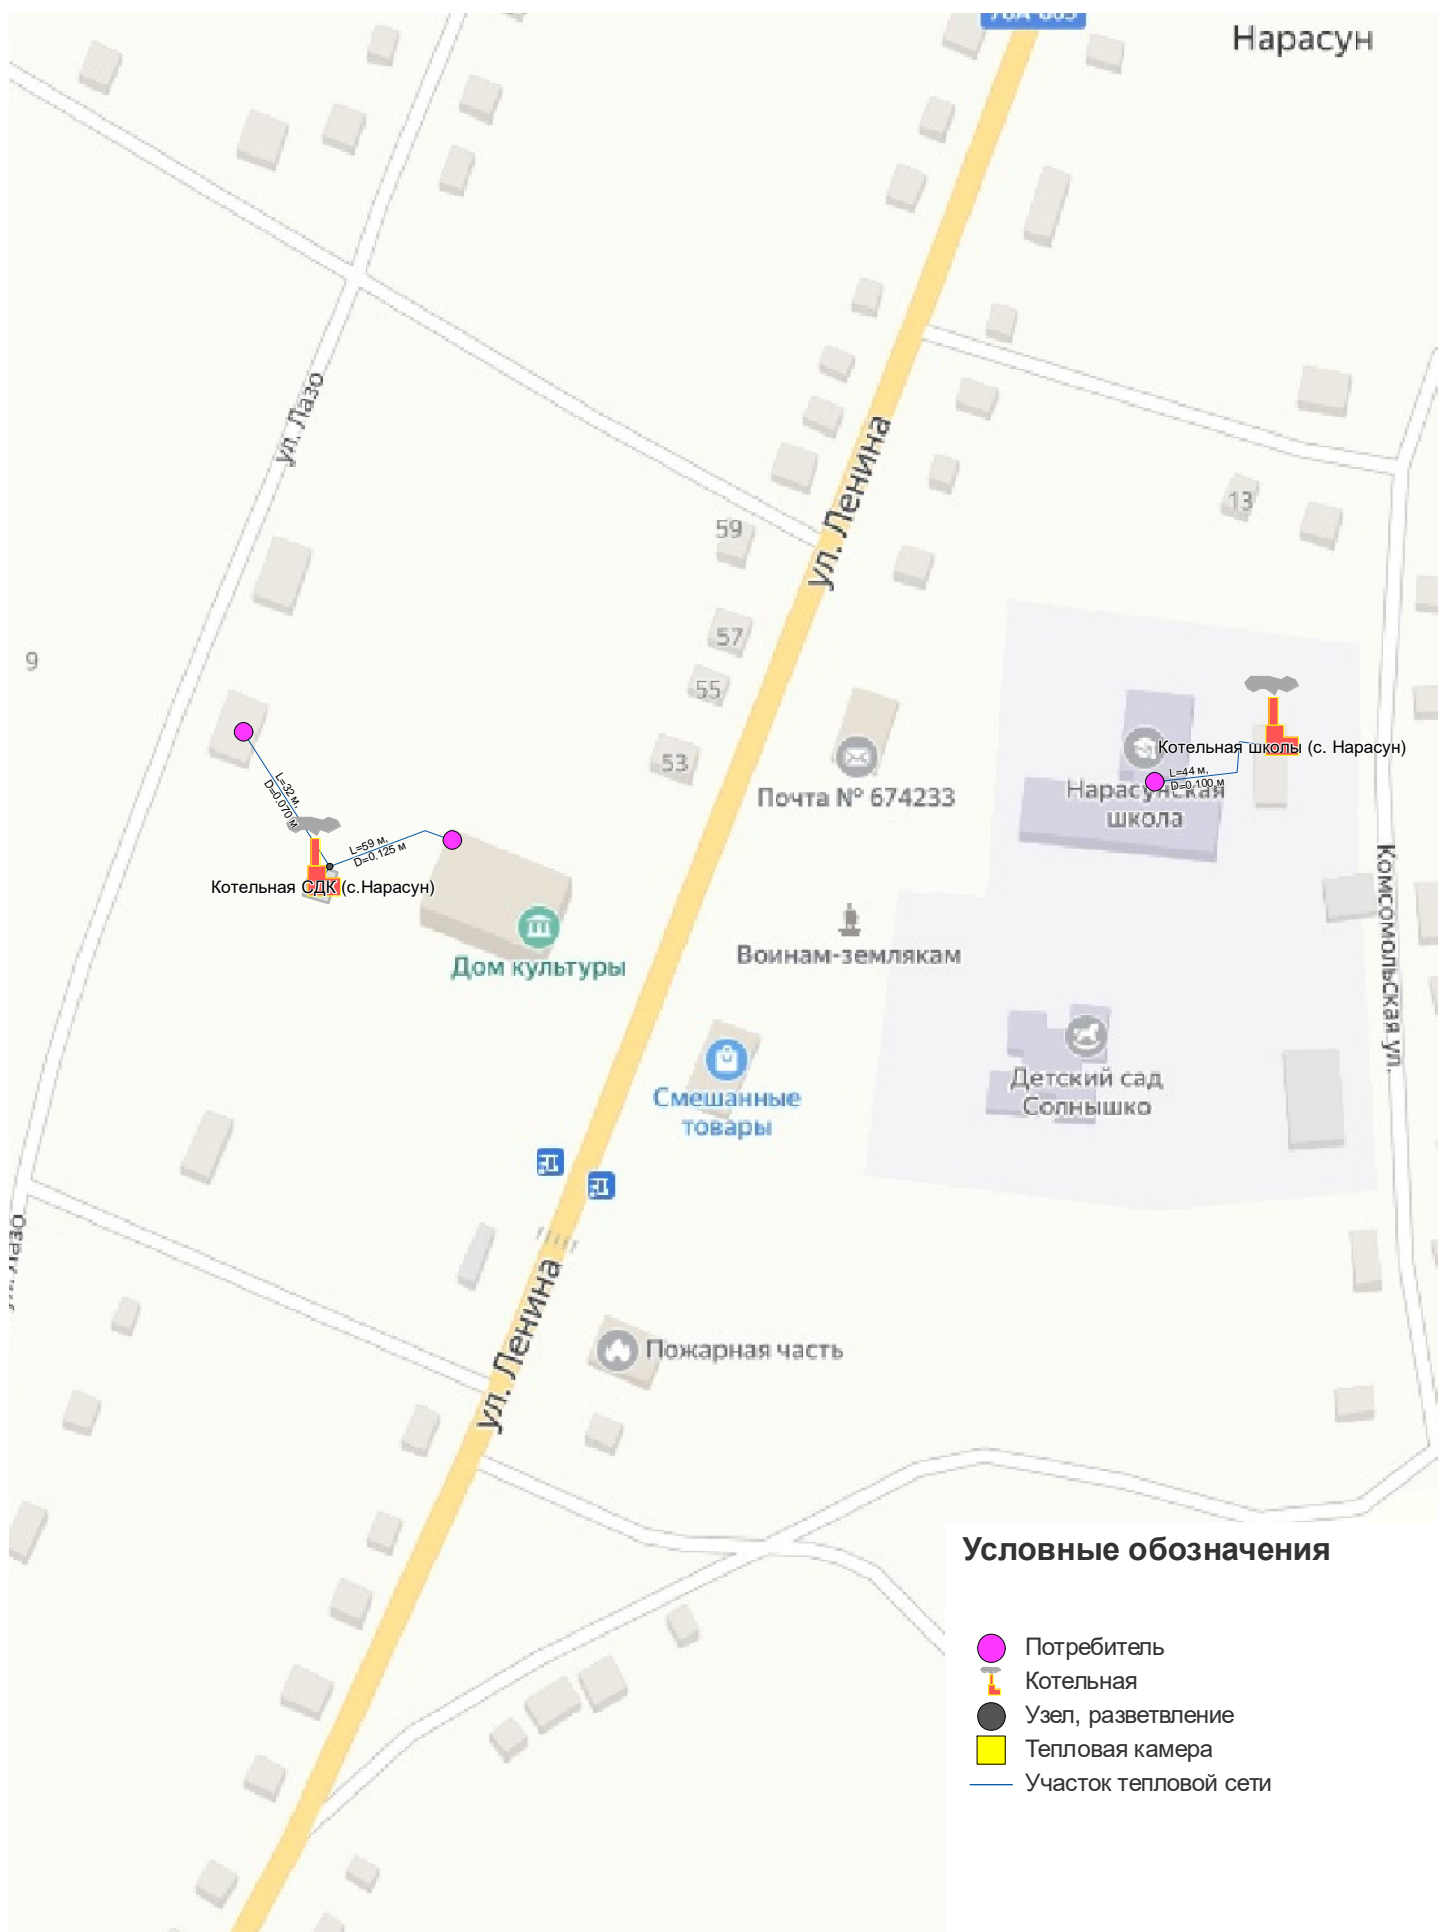 Нарасун
ул. Лазо
ул. Ленина
13
59
57
9
55
53
Почта № 674233
Котельная школы (с. Нарасун)
L=44 м,
D=0.100 м
Нарасунская
школа
L=32 м,
D=0.070 м
L=59 м,
D=0.125 м
Котельная СДК (с.Нарасун)
Дом культуры
Воинам-землякам
Комсомольская ул.
Детский сад
Солнышко
Смешанные
товары
ул. Ленина
Пожарная часть
Условные обозначения
Потребитель
Котельная
Узел, разветвление
Тепловая камера
Участок тепловой сети